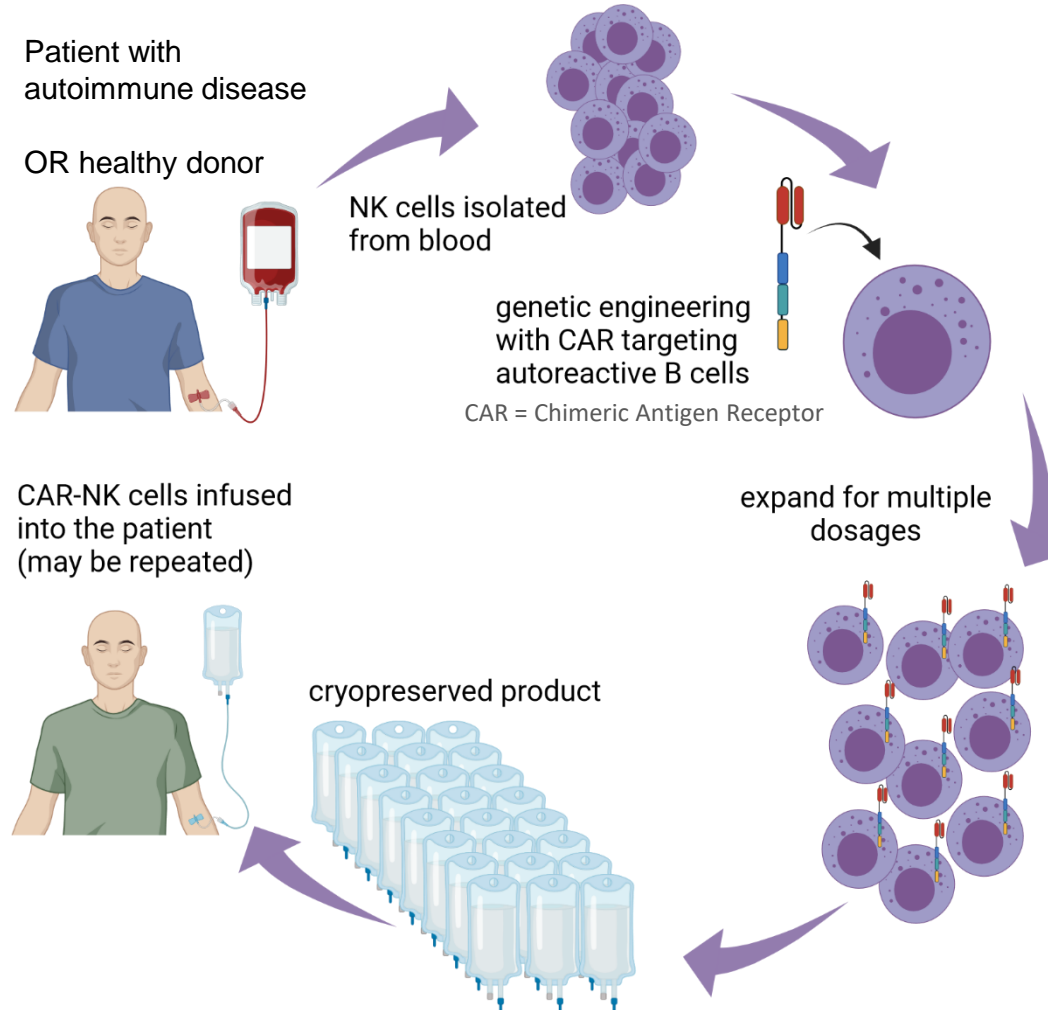 Patient with
autoimmune disease
OR healthy donor
NK cells isolated
from blood
genetic engineering
with CAR targeting
autoreactive B cells
CAR = Chimeric Antigen Receptor
expand for multiple
dosages
cryopreserved product
CAR-NK cells infused
into the patient
(may be repeated)